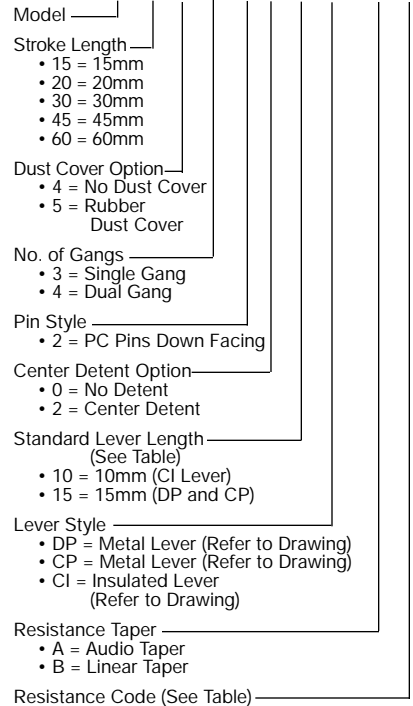 Model
Stroke Length
• 15 = 15mm
• 20 = 20mm
• 30 = 30mm
• 45 = 45mm
• 60 = 60mm
Dust Cover Option
• 4 = No Dust Cover
• 5 = Rubber
Dust Cover
No. of Gangs
• 3 = Single Gang
• 4 = Dual Gang
Pin Style
• 2 = PC Pins Down Facing
Center Detent Option
• 0 = No Detent
• 2 = Center Detent
Standard Lever Length
(See Table)
• 10 = 10mm (CI Lever)
• 15 = 15mm (DP and CP)
Lever Style
• DP = Metal Lever (Refer to Drawing)
• CP = Metal Lever (Refer to Drawing)
• CI = Insulated Lever
(Refer to Drawing)
Resistance Taper
• A = Audio Taper
• B = Linear Taper
Resistance Code (See Table)